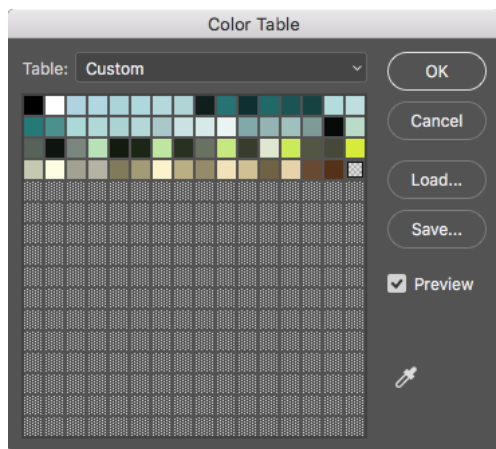 Color Table
Table: Custom
OK
Cancel
Load...
Save...
Preview